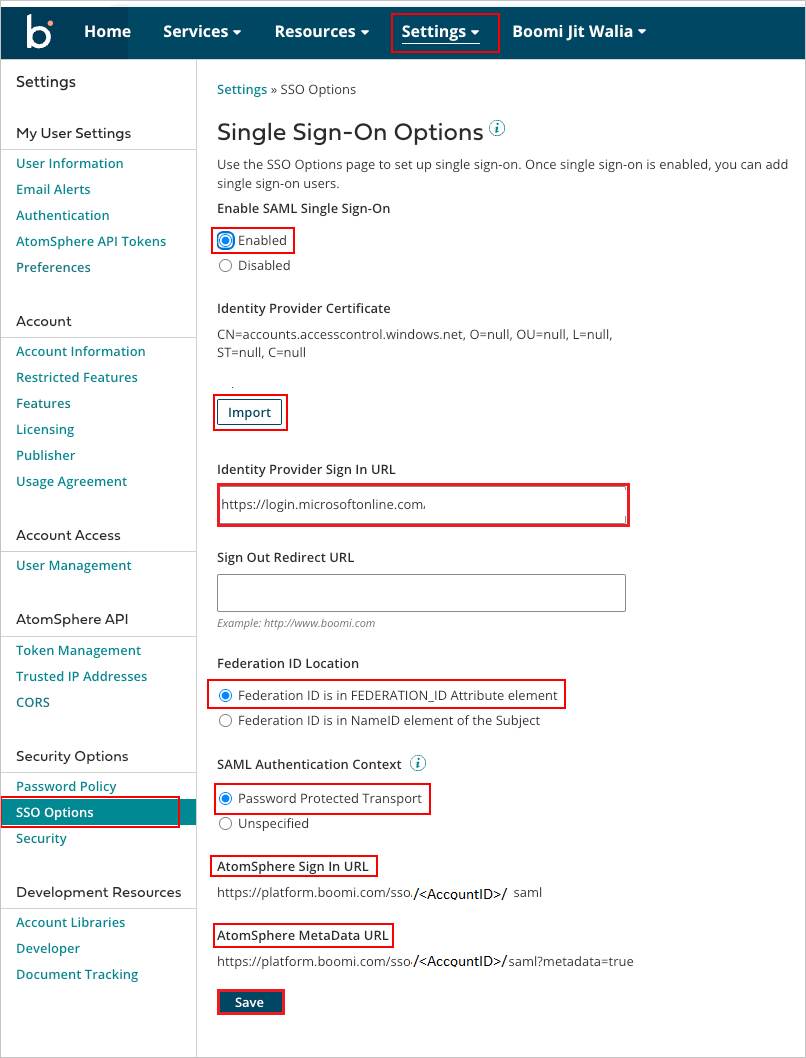 b Home Services Resources Settings Boomi Jit Walia
Settings
My User Settings
User Information
Email Alerts
Authentication
AtomSphere API Tokens
Preferences
Account
Account Information
Restricted Features
Features
Licensing
Publisher
Usage Agreement
Account Access
User Management
AtomSphere API
Token Management
Trusted IP Addresses
CORS
Security Options
Password Policy
SSO Options
Security
Development Resources
Account Libraries
Developer
Document Tracking
Settings » SSO Options
Single Sign-On Options i
Use the SSO Options page to set up single sign-on. Once single sign-on is enabled, you can add
single sign-on users.
Enable SAML Single Sign-On
Enabled
Disabled
Identity Provider Certificate
CN=accounts.accesscontrol.windows.net, O=null, OU=null, L=null,
ST=null, C=null
Import
Identity Provider Sign In URL
https://login.microsoftonline.com/
Sign Out Redirect URL
Example: http://www.boomi.com
Federation ID Location
Federation ID is in FEDERATION_ID Attribute element
Federation ID is in NameID element of the Subject
SAML Authentication Context i
Password Protected Transport
Unspecified
AtomSphere Sign In URL
https://platform.boomi.com/sso/<AccountID>/ saml
AtomSphere MetaData URL
https://platform.boomi.com/sso/<AccountID>/saml?metadata=true
Save